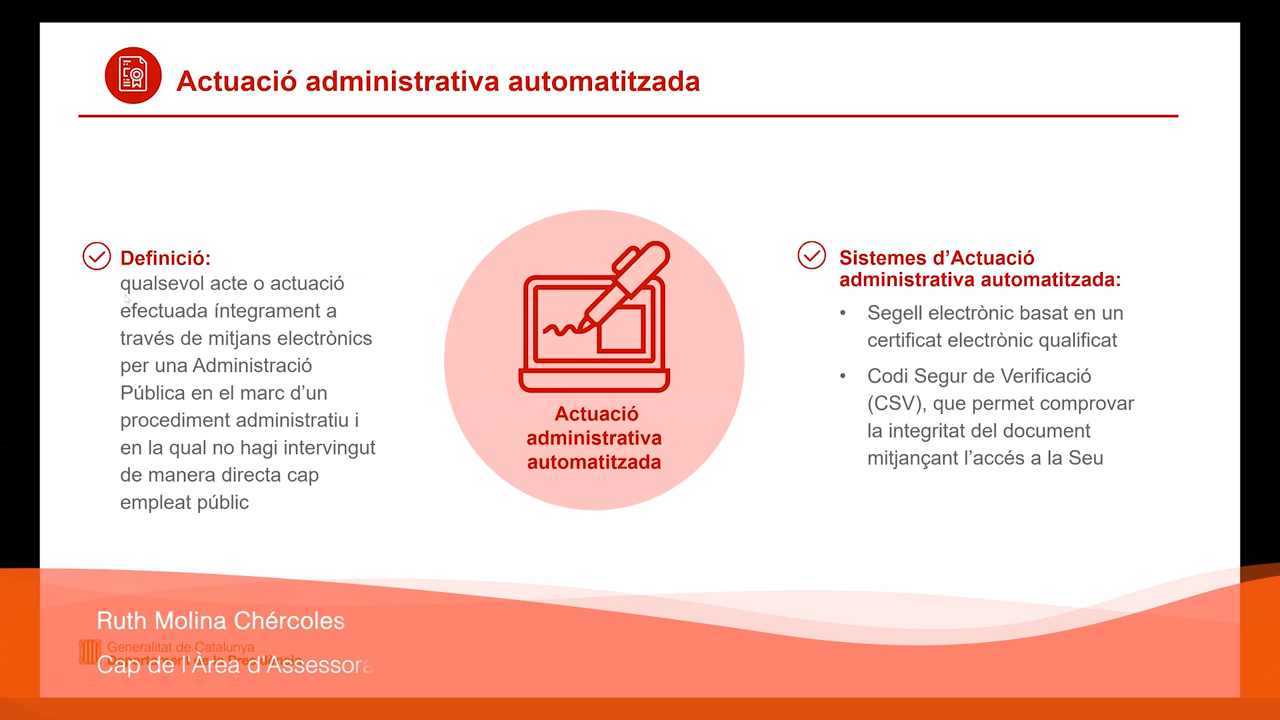 Actuació administrativa automatitzada
Definició:
qualsevol acte o actuació
efectuada íntegrament a
través de mitjans electrònics
per una Administració
Pública en el marc d’un
procediment administratiu i
en la qual no hagi intervingut
de manera directa cap
empleat públic
Actuació
administrativa
automatitzada
Sistemes d’Actuació
administrativa automatitzada:
• Segell electrònic basat en un
certificat electrònic qualificat
• Codi Segur de Verificació
(CSV), que permet comprovar
la integritat del document
mitjançant l’accés a la Seu
Ruth Molina Chércoles
Generalitat de Catalunya
Departament de la Presidència
Cap de l'Àrea d'Assessora